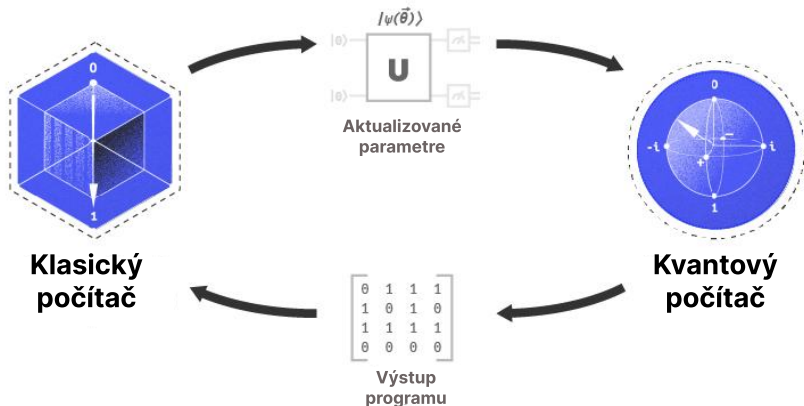 |ψ(θ⃗)⟩
|0⟩
U
|0⟩
Aktualizované
parametre
0
1
Klasický
počítač
0
-i
i
+
−
1
Kvantový
počítač
0 1 1 1
1 0 1 0
1 1 1 1
0 0 0 0
Výstup
programu